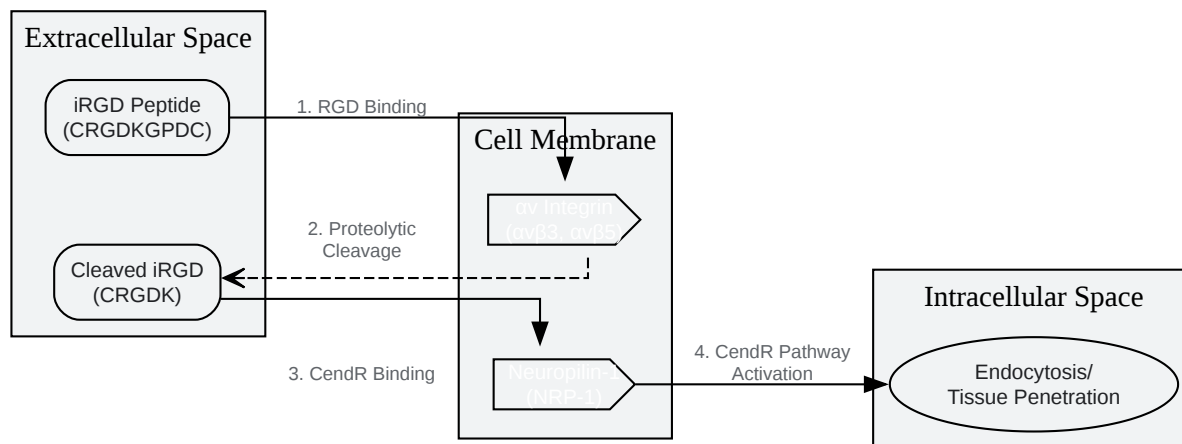 Extracellular Space
iRGD Peptide
(CRGDKGPDC)
1. RGD Binding
Cell Membrane
αv Integrin
(αvβ3, αvβ5)
2. Proteolytic
Cleavage
Cleaved iRGD
(CRGDK)
3. CendR Binding
Neuropilin-1
(NRP-1)
4. CendR Pathway
Activation
Intracellular Space
Endocytosis/
Tissue Penetration